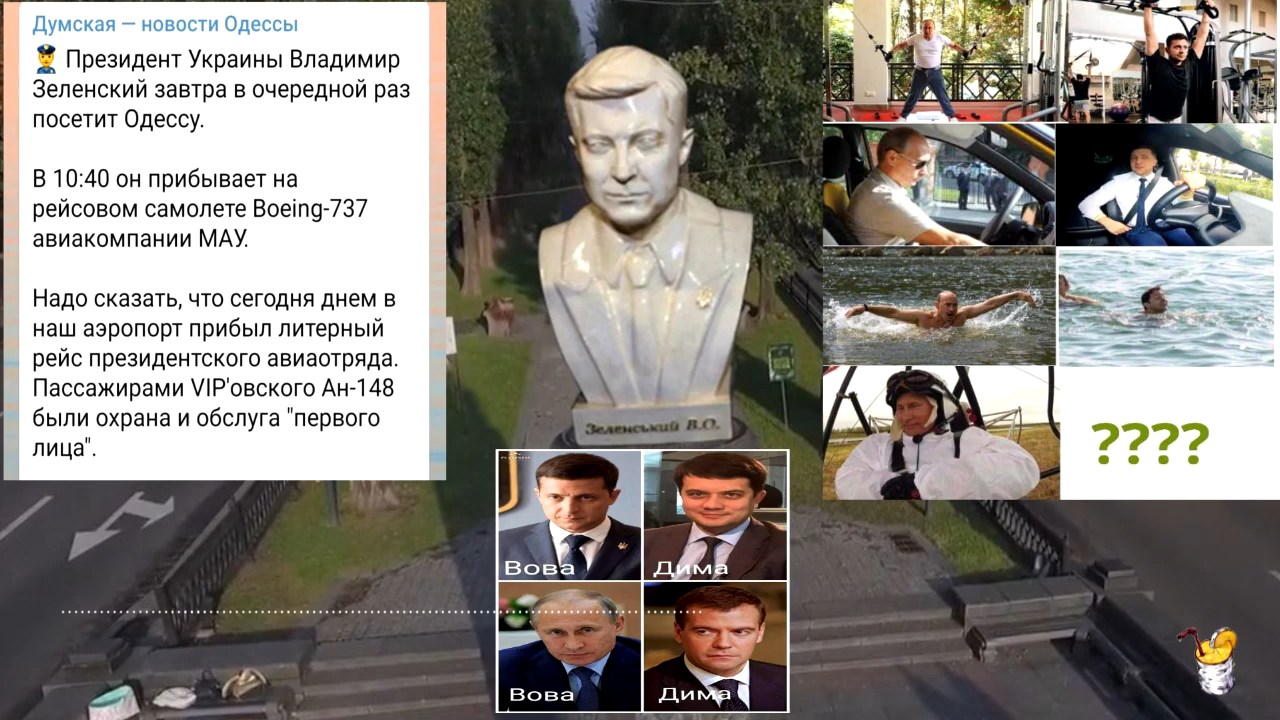 Думская — новости Одессы
Президент Украины Владимир
Зеленский завтра в очередной раз
посетит Одессу.
В 10:40 он прибывает на
рейсовом самолете Boeing-737
авиакомпании МАУ.
Надо сказать, что сегодня днем в
наш аэропорт прибыл литерный
рейс президентского авиаотряда.
Пассажирами VIP'овского Ан-148
были охрана и обслуга "первого
лица".
Зеленський В.О.
????
Вова
Дима
Вова
Дима